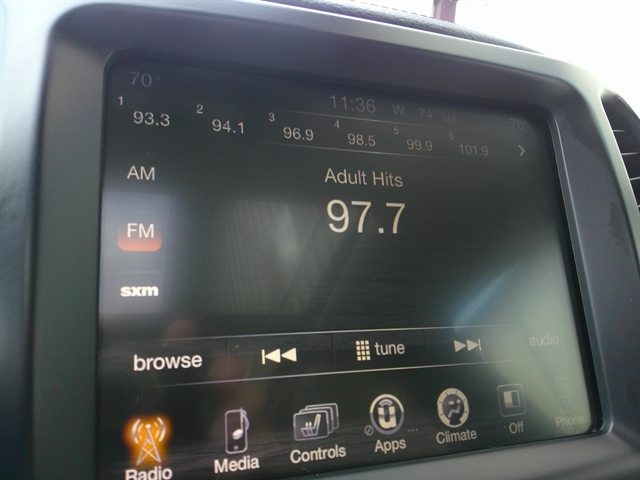 70°
11:36 W 74° out
70
1 93.3 2 94.1 3 96.9 4 98.5 5 99.9 6 101.9
AM
Adult Hits
FM
97.7
sxm
browse tune audio
Radio Media Controls Apps Climate Off Phone